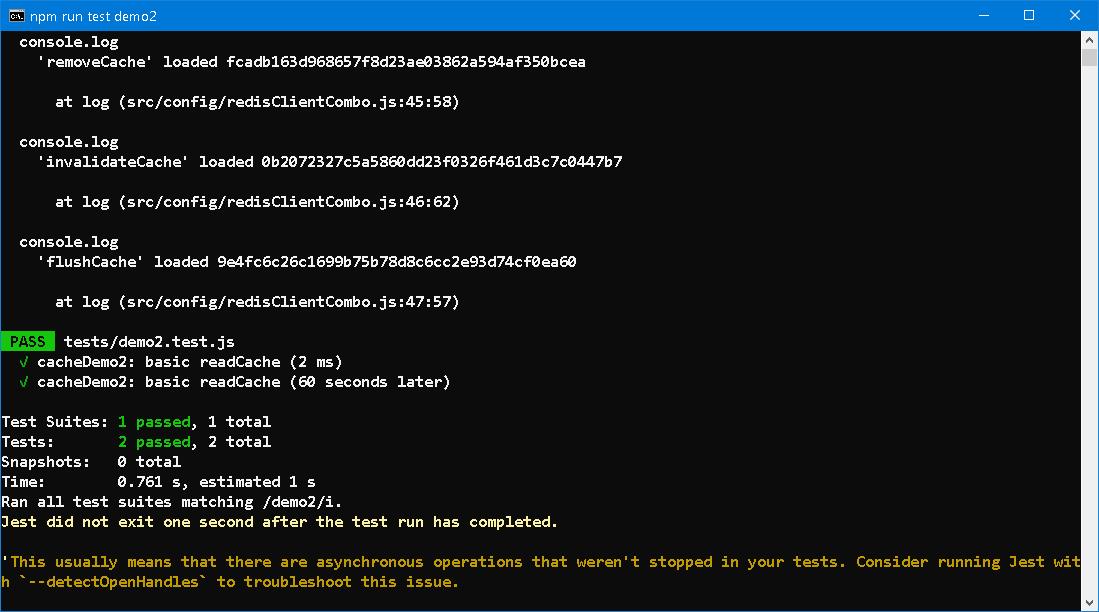 npm run test demo2
console.log
'removeCache' loaded fcadb163d968657f8d23ae03862a594af350bcea
at log (src/config/redisClientCombo.js:45:58)
console.log
'invalidateCache' loaded 0b2072327c5a5860dd23f0326f461d3c7c0447b7
at log (src/config/redisClientCombo.js:46:62)
console.log
'flushCache' loaded 9e4fc6c26c1699b75b78d8c6cc2e93d74cf0ea60
at log (src/config/redisClientCombo.js:47:57)
PASS tests/demo2.test.js
√ cacheDemo2: basic readCache (2 ms)
√ cacheDemo2: basic readCache (60 seconds later)
Test Suites: 1 passed, 1 total
Tests: 2 passed, 2 total
Snapshots: 0 total
Time: 0.761 s, estimated 1 s
Ran all test suites matching /demo2/i.
Jest did not exit one second after the test run has completed.
'This usually means that there are asynchronous operations that weren't stopped in your tests. Consider running Jest wit
h `--detectOpenHandles` to troubleshoot this issue.